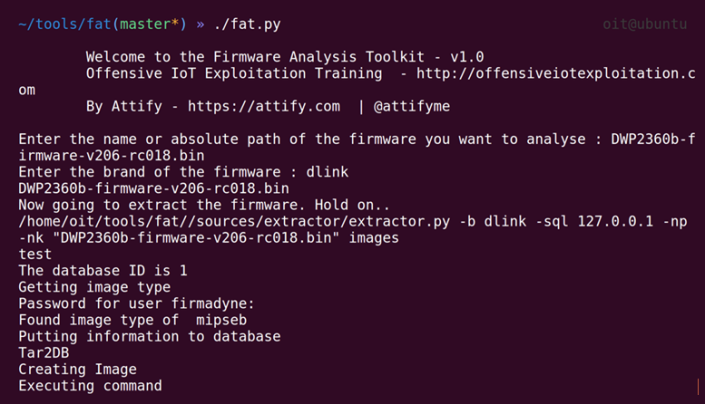 ~/tools/fat(master*) » ./fat.py oit@ubuntu
Welcome to the Firmware Analysis Toolkit - v1.0
Offensive IoT Exploitation Training  - http://offensiveiotexploitation.c
om
By Attify - https://attify.com  | @attifyme
Enter the name or absolute path of the firmware you want to analyse : DWP2360b-f
irmware-v206-rc018.bin
Enter the brand of the firmware : dlink
DWP2360b-firmware-v206-rc018.bin
Now going to extract the firmware. Hold on..
/home/oit/tools/fat//sources/extractor/extractor.py -b dlink -sql 127.0.0.1 -np
-nk "DWP2360b-firmware-v206-rc018.bin" images
test
The database ID is 1
Getting image type
Password for user firmadyne:
Found image type of  mipseb
Putting information to database
Tar2DB
Creating Image
Executing command